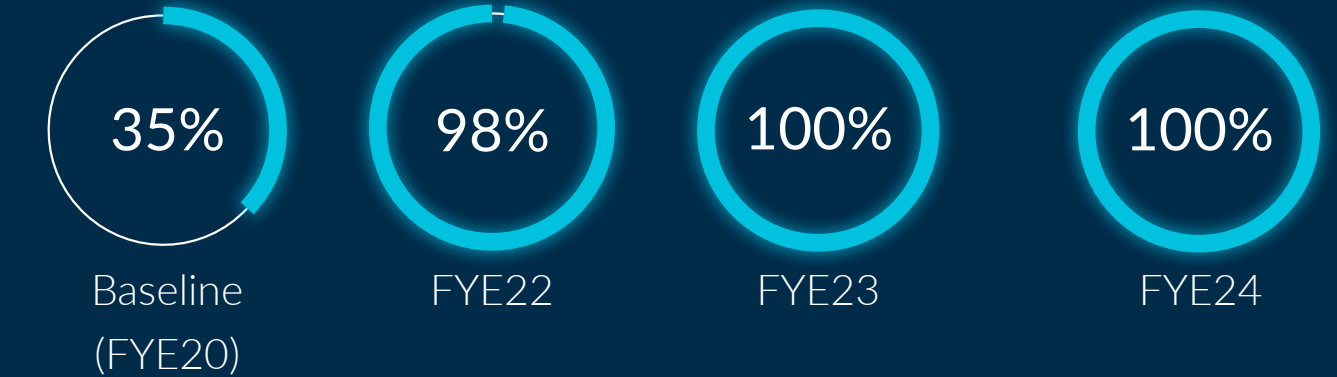 35%
98%
100%
100%
Baseline
(FYE20)
FYE22
FYE23
FYE24